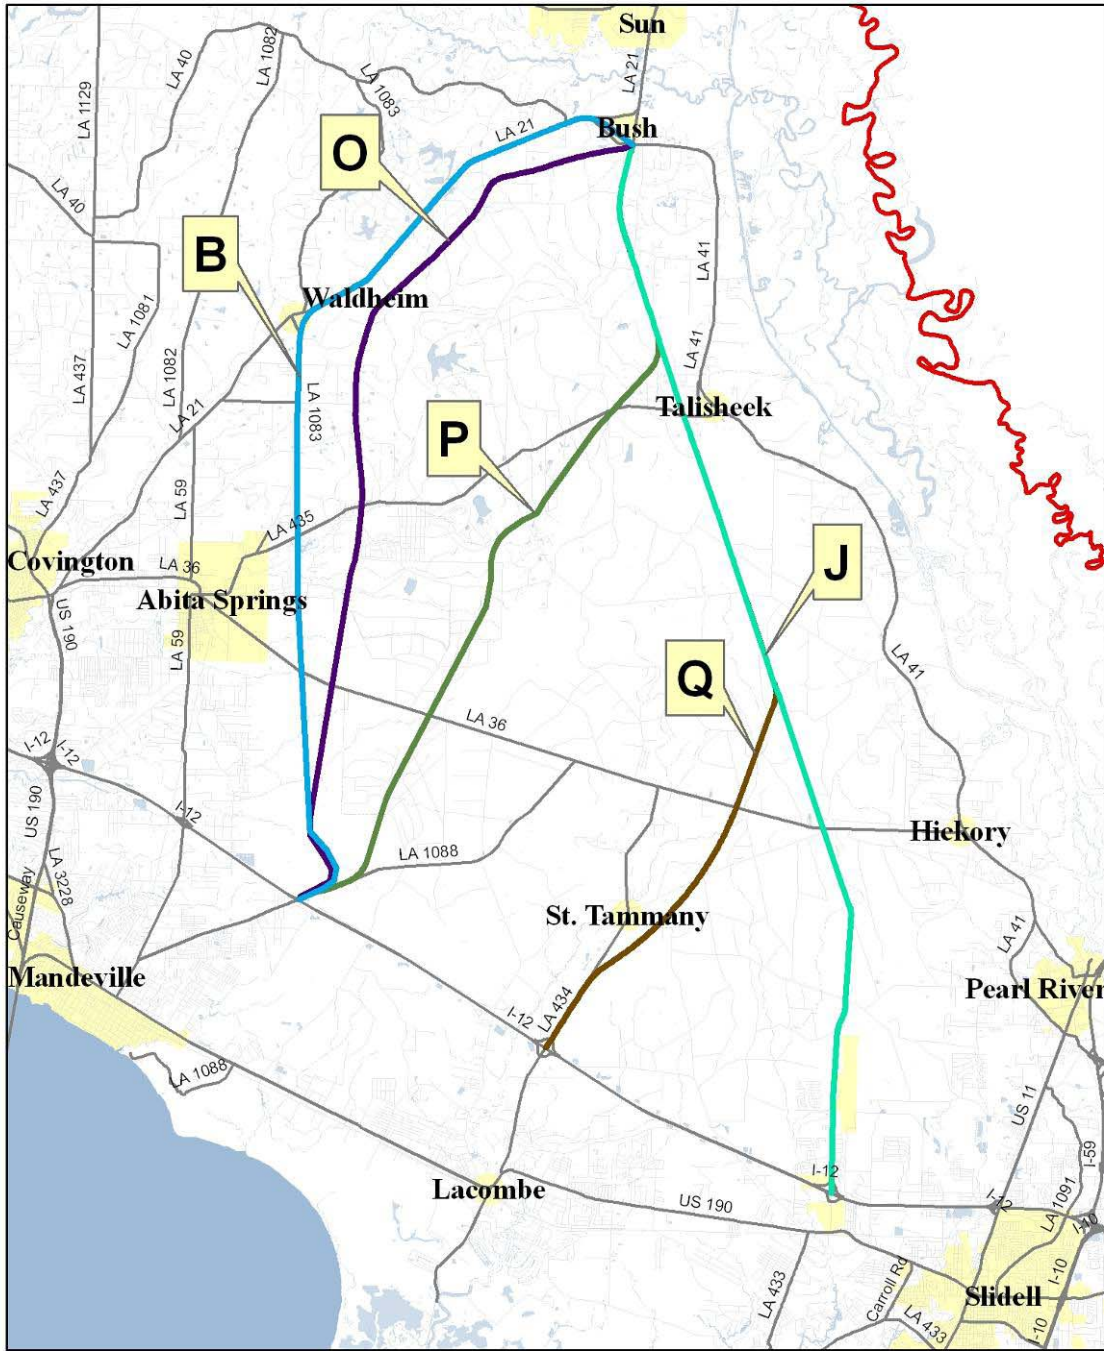 Sun
LA 1082
LA 40
LA 1083
LA 21
LA 1129
LA 21
Bush
O
LA 40
B
LA 41
Waldheim
LA 1081
LA 41
LA 437
LA 1082
LA 21
LA 1083
Talisheek
P
LA 437
LA 59
LA 435
Covington
LA 36
J
Abita Springs
US 190
LA 59
LA 41
Q
LA 36
I-12
I-12
I-12
US 190
Hickory
LA 1088
LA 3228
Causeway
St. Tammany
LA 41
Mandeville
Pearl River
I-12
LA 434
LA 1088
US 11
I-59
I-12
Lacombe
US 190
I-12
LA 1091
I-10
I-10
LA 433
Carroll Rd
Slidell
LA 433
I-10